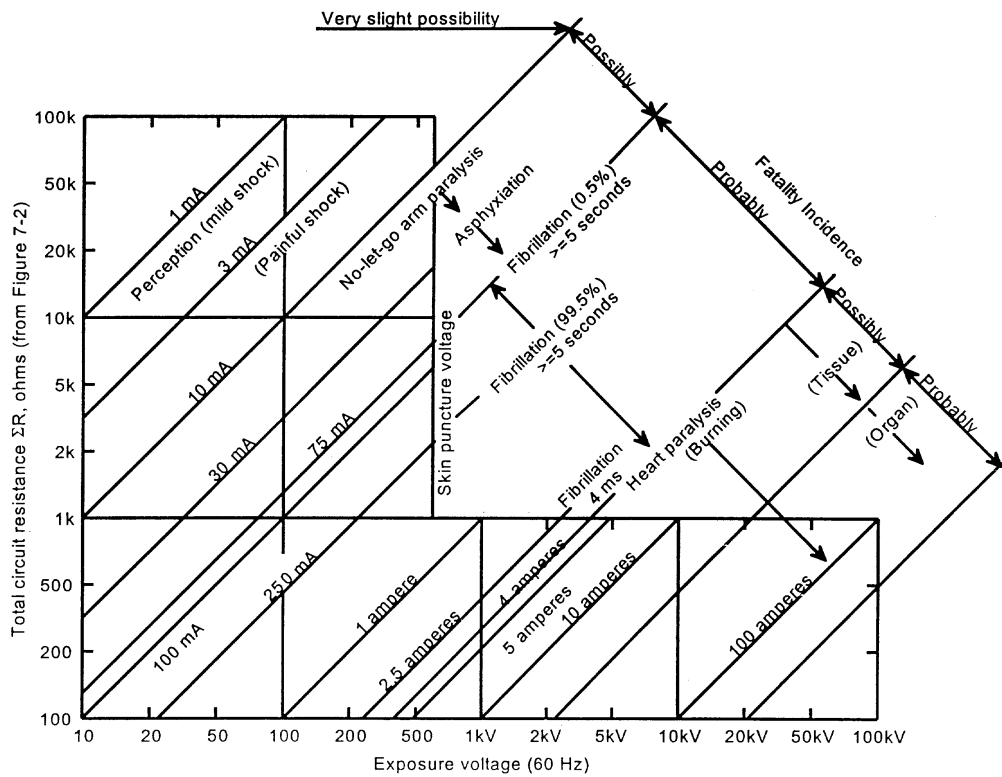 Very slight possibility
Possibly
Probably
Fatality Incidence
Possibly
Probably
100k
50k
20k
10k
5k
2k
1k
500
200
100
Total circuit resistance ΣR, ohms (from Figure 7-2)
1 mA
Perception (mild shock)
3 mA
(Painful shock)
No-let-go arm paralysis
Asphyxiation
Fibrillation (0.5%)
>=5 seconds
Fibrillation (99.5%)
>=5 seconds
Skin puncture voltage
10 mA
30 mA
75 mA
100 mA
250 mA
1 ampere
2.5 amperes
4 amperes
5 amperes
10 amperes
100 amperes
Fibrillation
4 ms
Heart paralysis
(Burning)
(Tissue)
(Organ)
10
20
50
100
200
500
1kV
2kV
5kV
10kV
20kV
50kV
100kV
Exposure voltage (60 Hz)